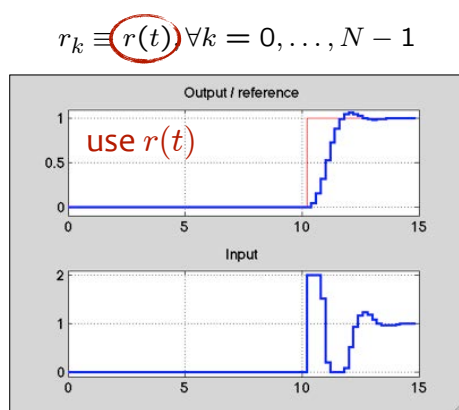 r_k ≡ r(t), ∀k = 0, . . . , N − 1
Output / reference
use r(t)
1
0.5
0
0 5 10 15
Input
2
1
0
0 5 10 15